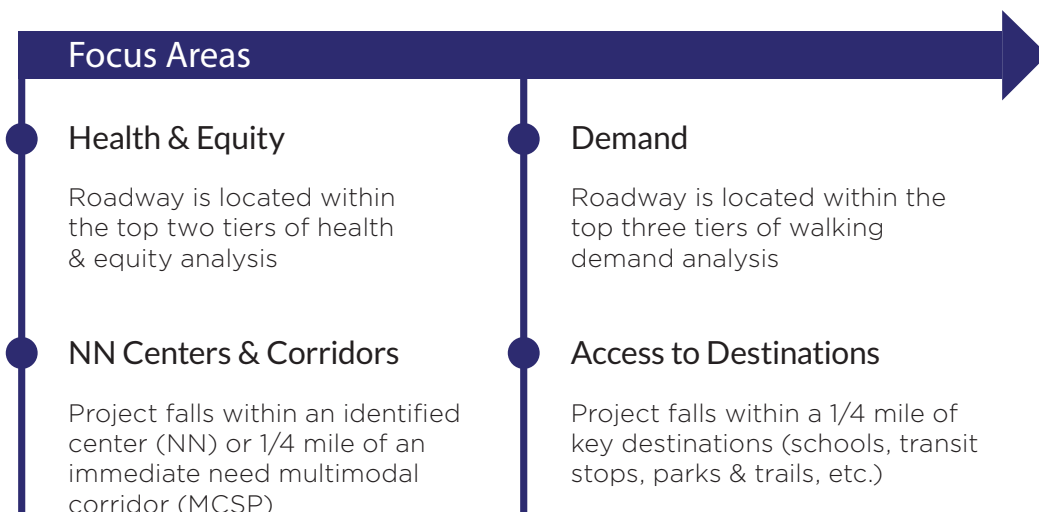 Focus Areas
Health & Equity
Roadway is located within
the top two tiers of health
& equity analysis
NN Centers & Corridors
Project falls within an identified
center (NN) or 1/4 mile of an
immediate need multimodal
corridor (MCSP)
Demand
Roadway is located within the
top three tiers of walking
demand analysis
Access to Destinations
Project falls within a 1/4 mile of
key destinations (schools, transit
stops, parks & trails, etc.)